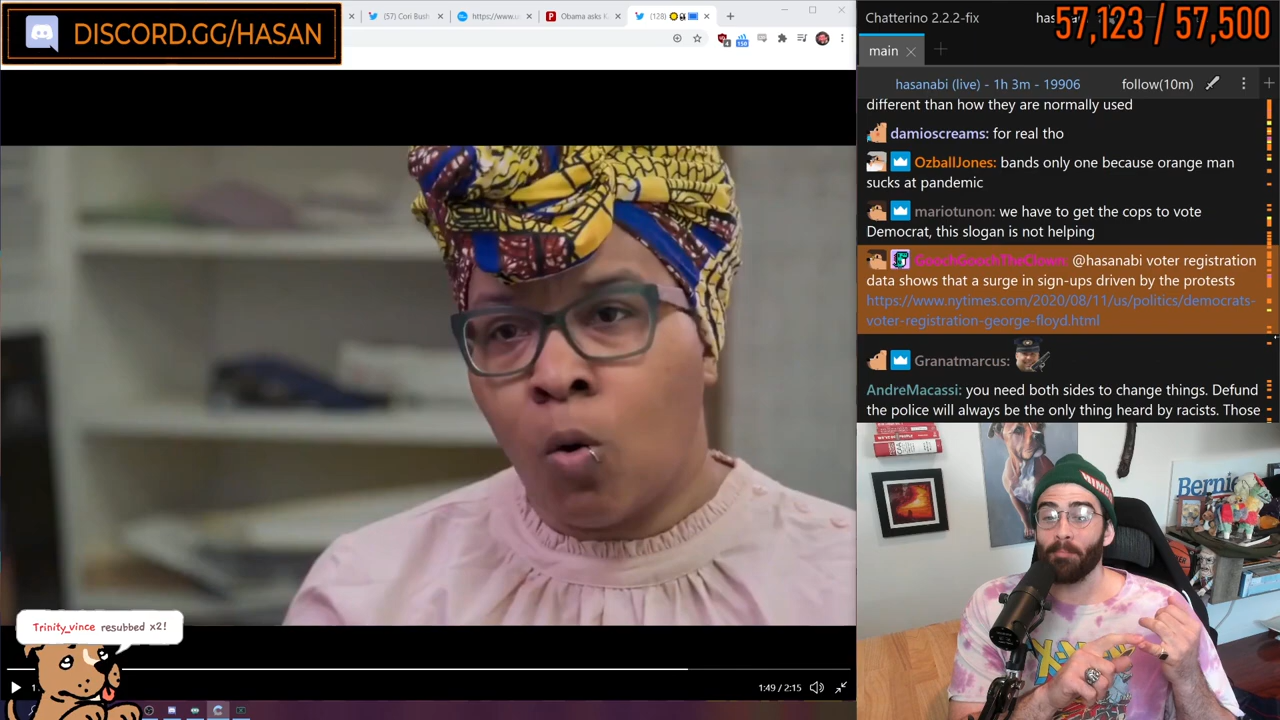 DISCORD.GG/HASAN
(57) Cori Bush
https://www.u
Obama asks K
(128)
4
158
Chatterino 2.2.2-fix
57,123 / 57,500
main
hasanabi (live) - 1h 3m - 19906
follow(10m)
different than how they are normally used
damioscreams: for real tho
OzballJones: bands only one because orange man
sucks at pandemic
mariotunon: we have to get the cops to vote
Democrat, this slogan is not helping
GoochGoochTheClown: @hasanabi voter registration
data shows that a surge in sign-ups driven by the protests
https://www.nytimes.com/2020/08/11/us/politics/democrats-
voter-registration-george-floyd.html
Granatmarcus:
AndreMacassi: you need both sides to change things. Defund
the police will always be the only thing heard by racists. Those
Bernie
Trinity_vince resubbed x2!
1:49 / 2:15